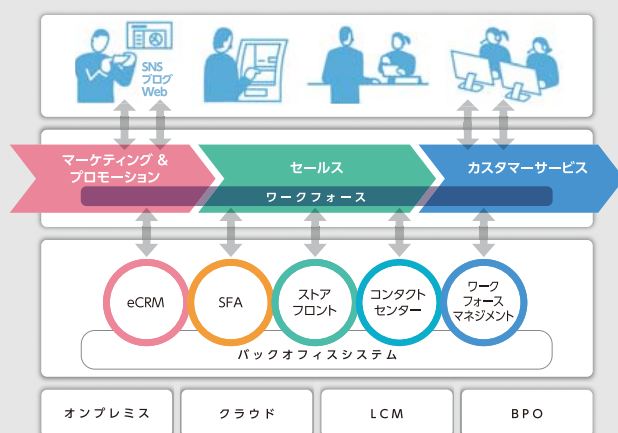 SNS
ブログ
Web
マーケティング &
プロモーション
セールス
カスタマーサービス
ワークフォース
eCRM
SFA
ストア
フロント
コンタクト
センター
ワーク
フォース
マネジメント
バックオフィスシステム
オンプレミス
クラウド
LCM
BPO